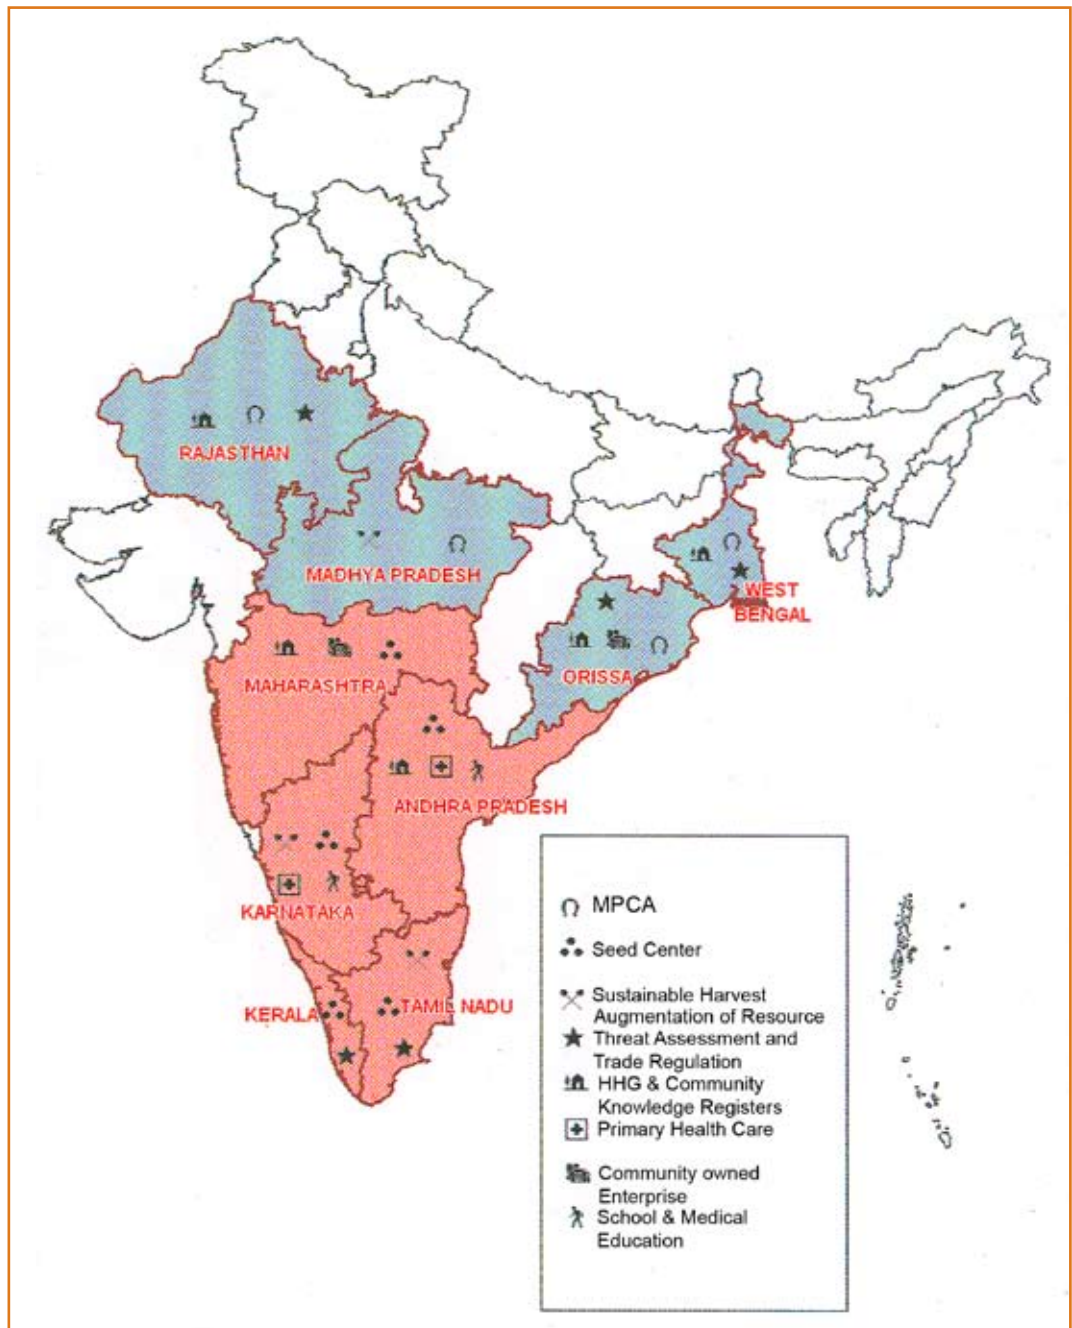 RAJASTHAN
MADHYA PRADESH
WEST
BENGAL
ORISSA
MAHARASHTRA
ANDHRA PRADESH
KARNATAKA
KERALA
TAMIL NADU
MPCA
Seed Center
Sustainable Harvest
Augmentation of Resource
Threat Assessment and
Trade Regulation
HHG & Community
Knowledge Registers
Primary Health Care
Community owned
Enterprise
School & Medical
Education